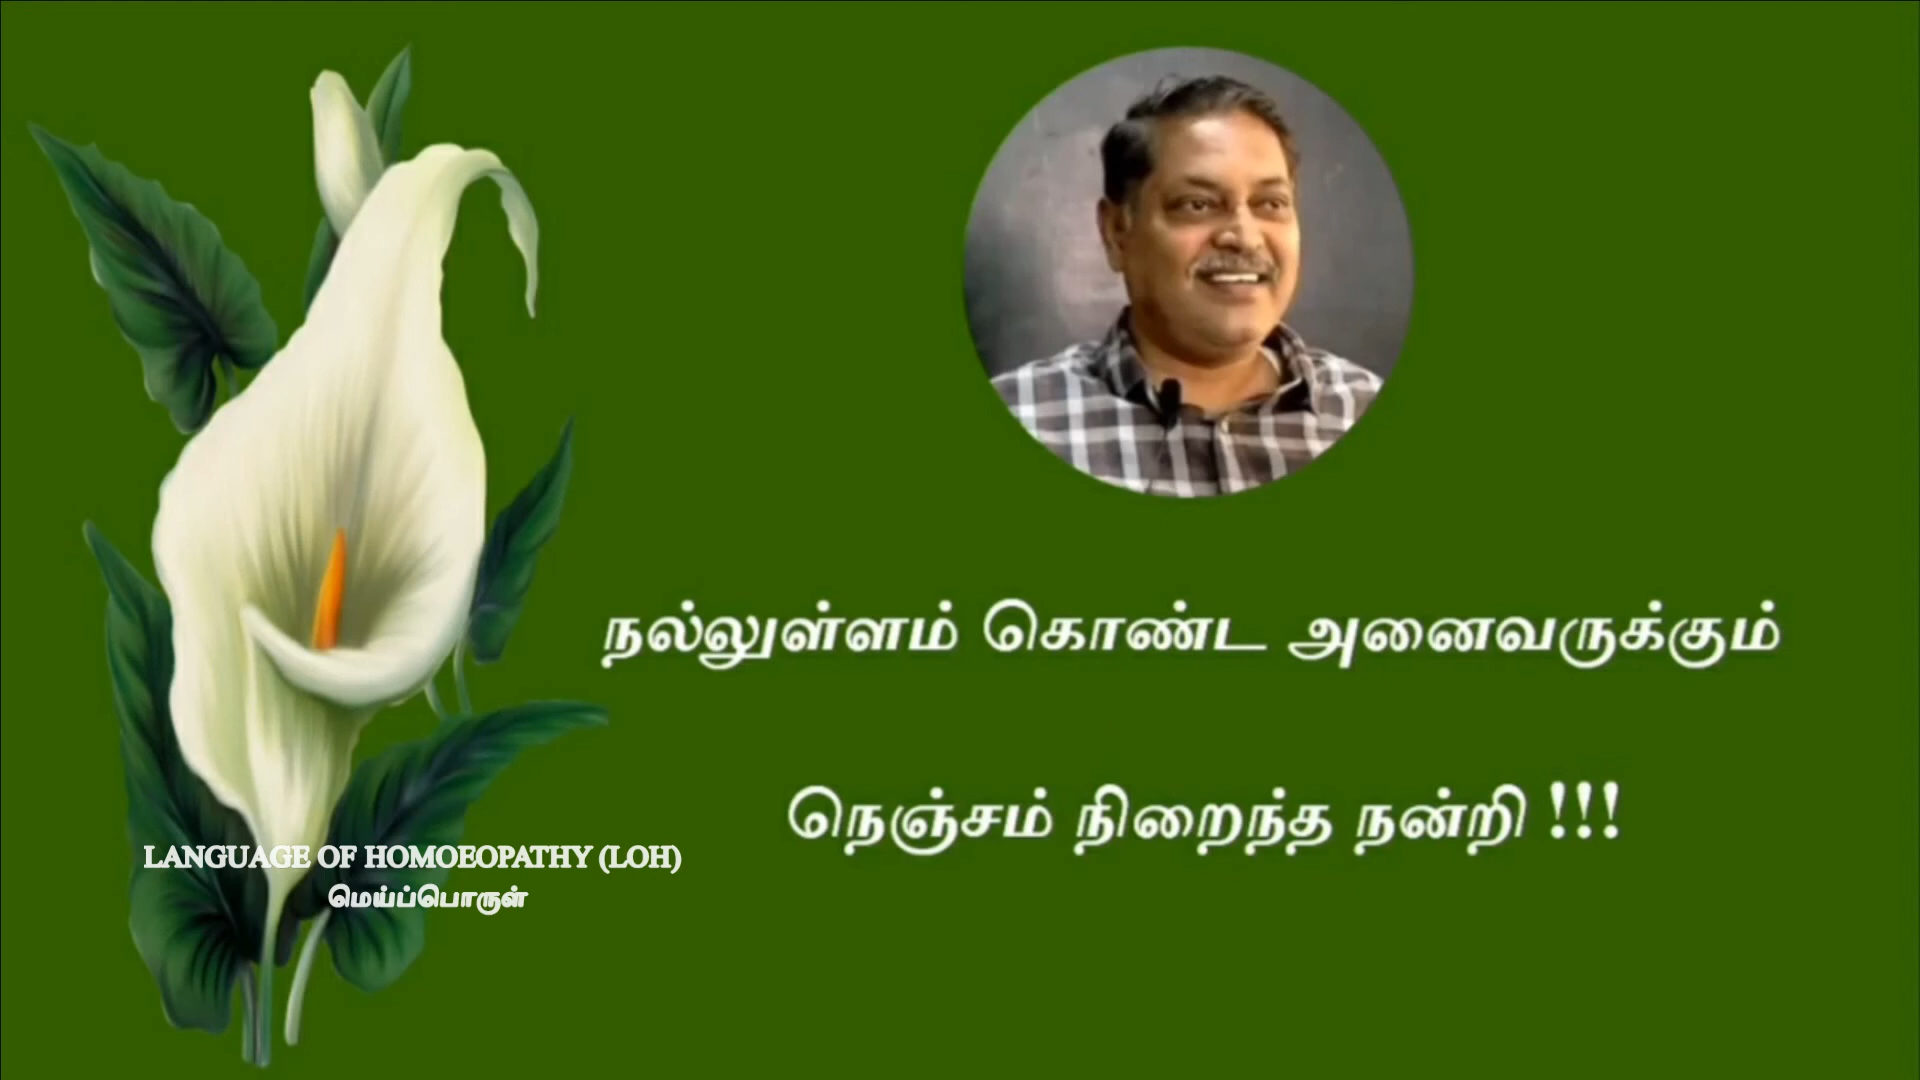 நல்லுள்ளம் கொண்ட அனைவருக்கும்
நெஞ்சம் நிறைந்த நன்றி !!!
LANGUAGE OF HOMOEOPATHY (LOH)
மெய்ப்பொருள்